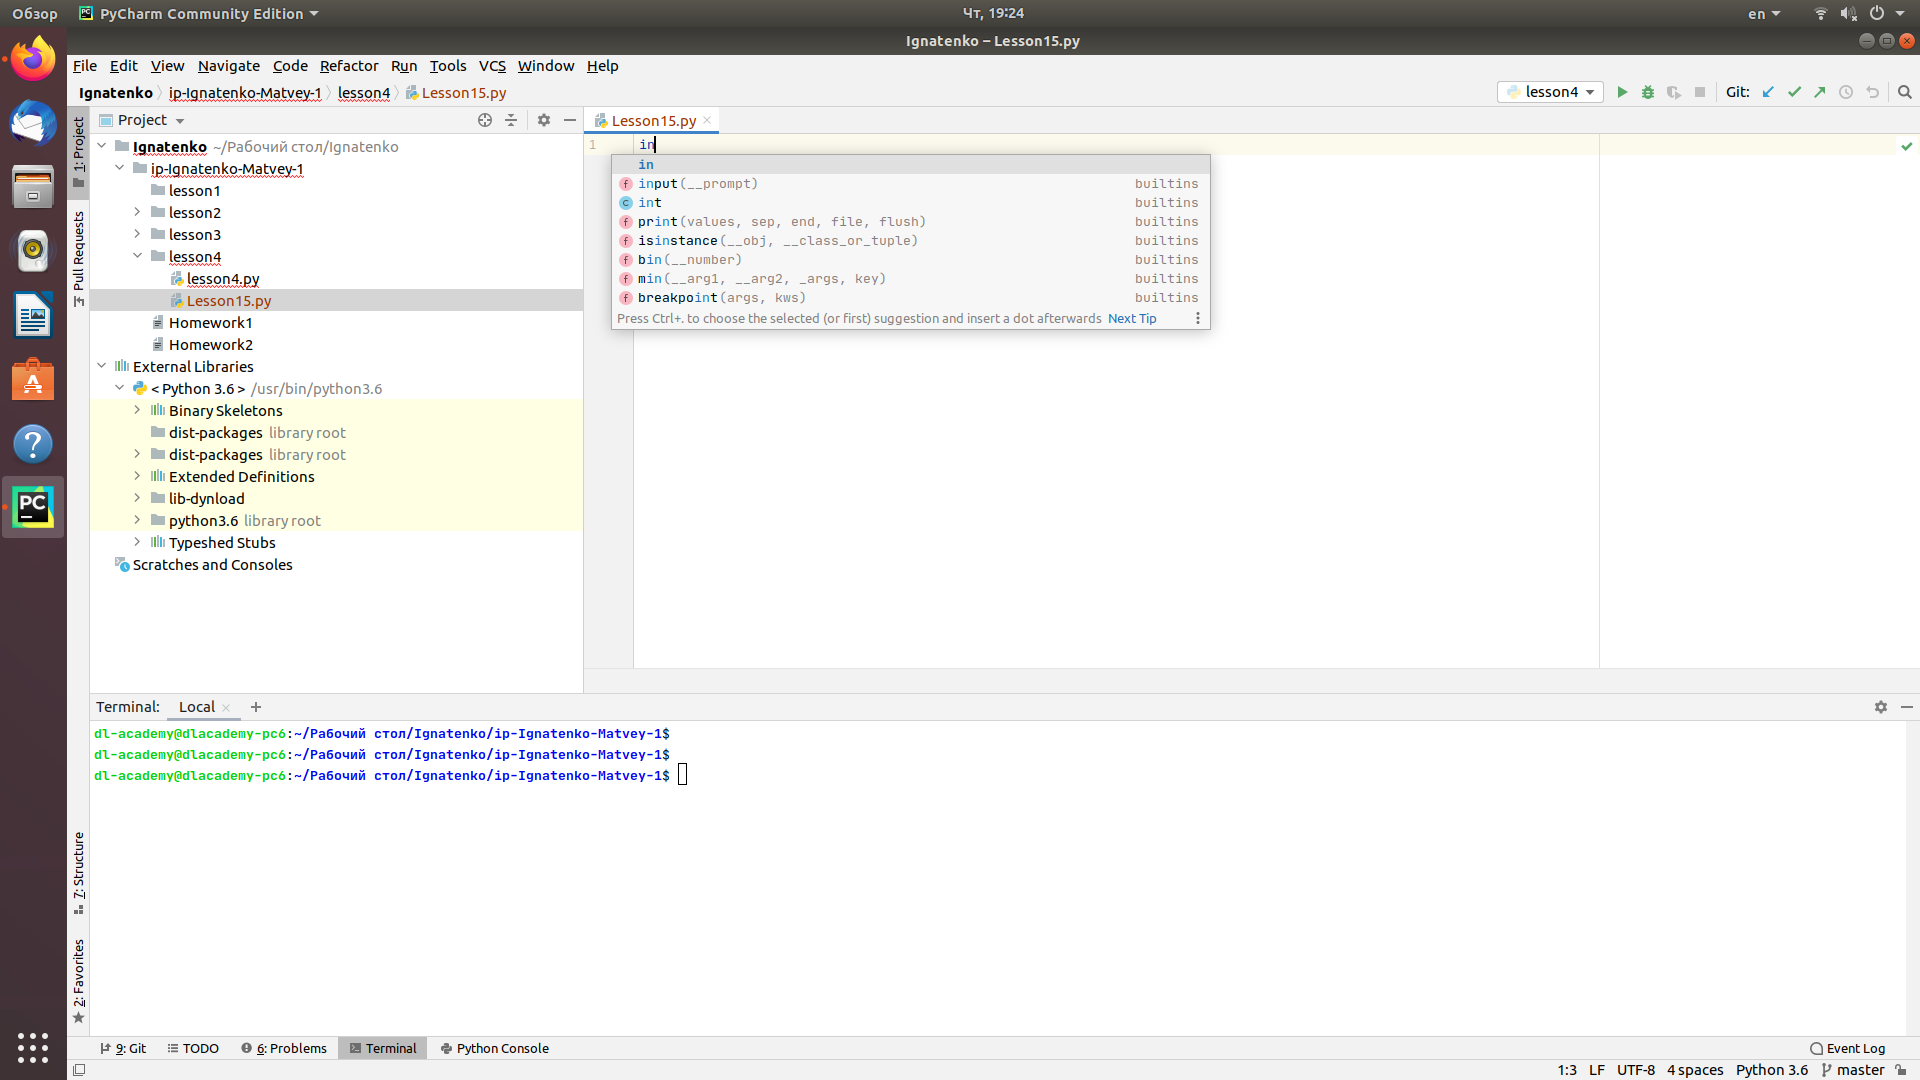 Обзор PyCharm Community Edition Чт, 19:24 en
Ignatenko – Lesson15.py
File Edit View Navigate Code Refactor Run Tools VCS Window Help
Ignatenko ip-Ignatenko-Matvey-1 lesson4 Lesson15.py lesson4 Git:
1: Project
Pull Requests
7: Structure
2: Favorites
Project
Ignatenko ~/Рабочий стол/Ignatenko
ip-Ignatenko-Matvey-1
lesson1
lesson2
lesson3
lesson4
lesson4.py
Lesson15.py
Homework1
Homework2
External Libraries
< Python 3.6 > /usr/bin/python3.6
Binary Skeletons
dist-packages library root
dist-packages library root
Extended Definitions
lib-dynload
python3.6 library root
Typeshed Stubs
Scratches and Consoles
Lesson15.py
1 in
in
f input(__prompt) builtins
c int builtins
f print(values, sep, end, file, flush) builtins
f isinstance(__obj, __class_or_tuple) builtins
f bin(__number) builtins
f min(__arg1, __arg2, _args, key) builtins
f breakpoint(args, kws) builtins
Press Ctrl+. to choose the selected (or first) suggestion and insert a dot afterwards Next Tip
Terminal: Local
dl-academy@dlacademy-pc6:~/Рабочий стол/Ignatenko/ip-Ignatenko-Matvey-1$
dl-academy@dlacademy-pc6:~/Рабочий стол/Ignatenko/ip-Ignatenko-Matvey-1$
dl-academy@dlacademy-pc6:~/Рабочий стол/Ignatenko/ip-Ignatenko-Matvey-1$
9: Git TODO 6: Problems Terminal Python Console Event Log
1:3 LF UTF-8 4 spaces Python 3.6 master